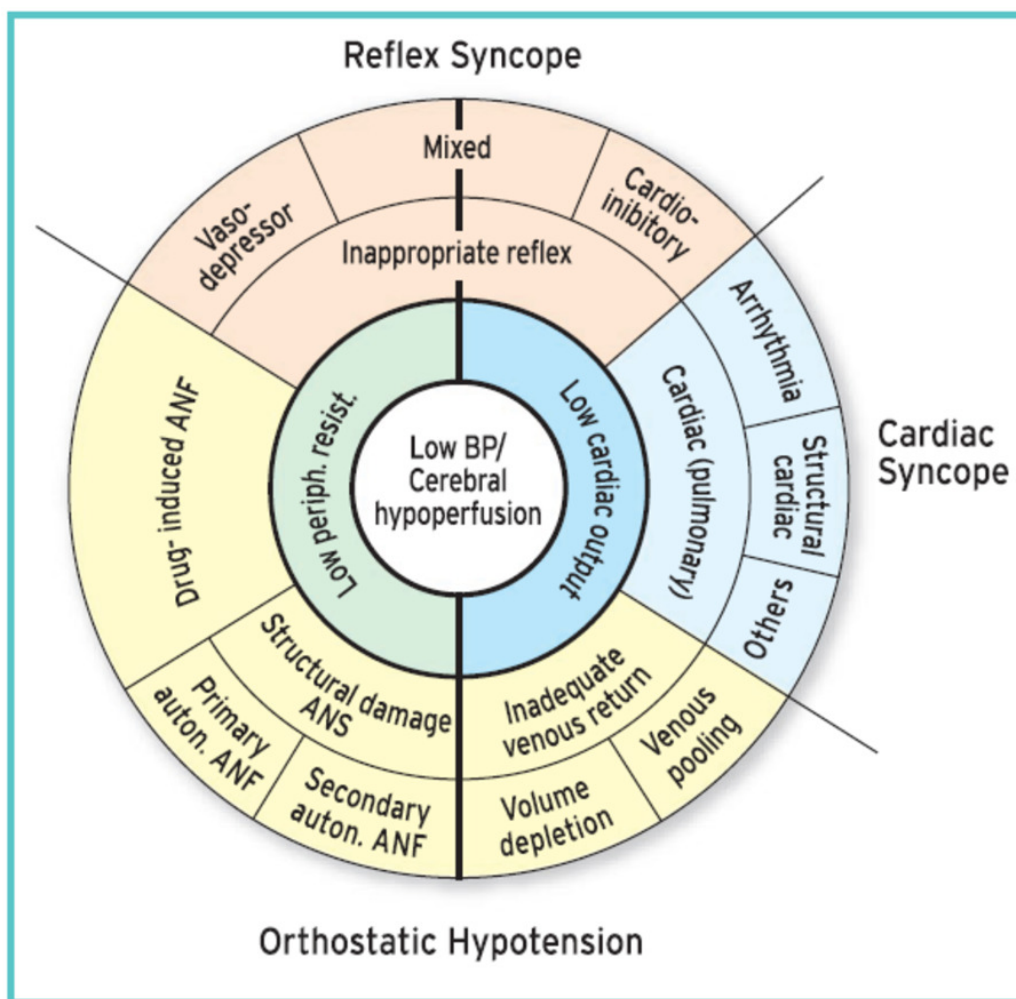 Reflex Syncope
Mixed
Vaso-
depressor
Cardio-
inibitory
Inappropriate reflex
Arrhythmia
Structural
cardiac
Others
Cardiac (pulmonary)
Cardiac
Syncope
Drug- induced ANF
Low periph. resist.
Low BP/
Cerebral
hypoperfusion
Low cardiac output
Structural damage
ANS
Inadequate
venous return
Primary
auton. ANF
Secondary
auton. ANF
Volume
depletion
Venous
pooling
Orthostatic Hypotension